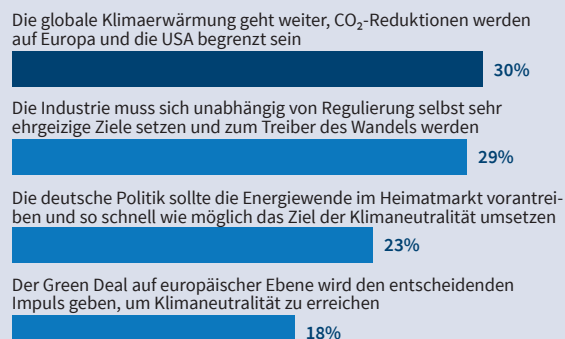 Die globale Klimaerwärmung geht weiter, CO₂-Reduktionen werden
auf Europa und die USA begrenzt sein
30%
Die Industrie muss sich unabhängig von Regulierung selbst sehr
ehrgeizige Ziele setzen und zum Treiber des Wandels werden
29%
Die deutsche Politik sollte die Energiewende im Heimatmarkt vorantrei-
ben und so schnell wie möglich das Ziel der Klimaneutralität umsetzen
23%
Der Green Deal auf europäischer Ebene wird den entscheidenden
Impuls geben, um Klimaneutralität zu erreichen
18%